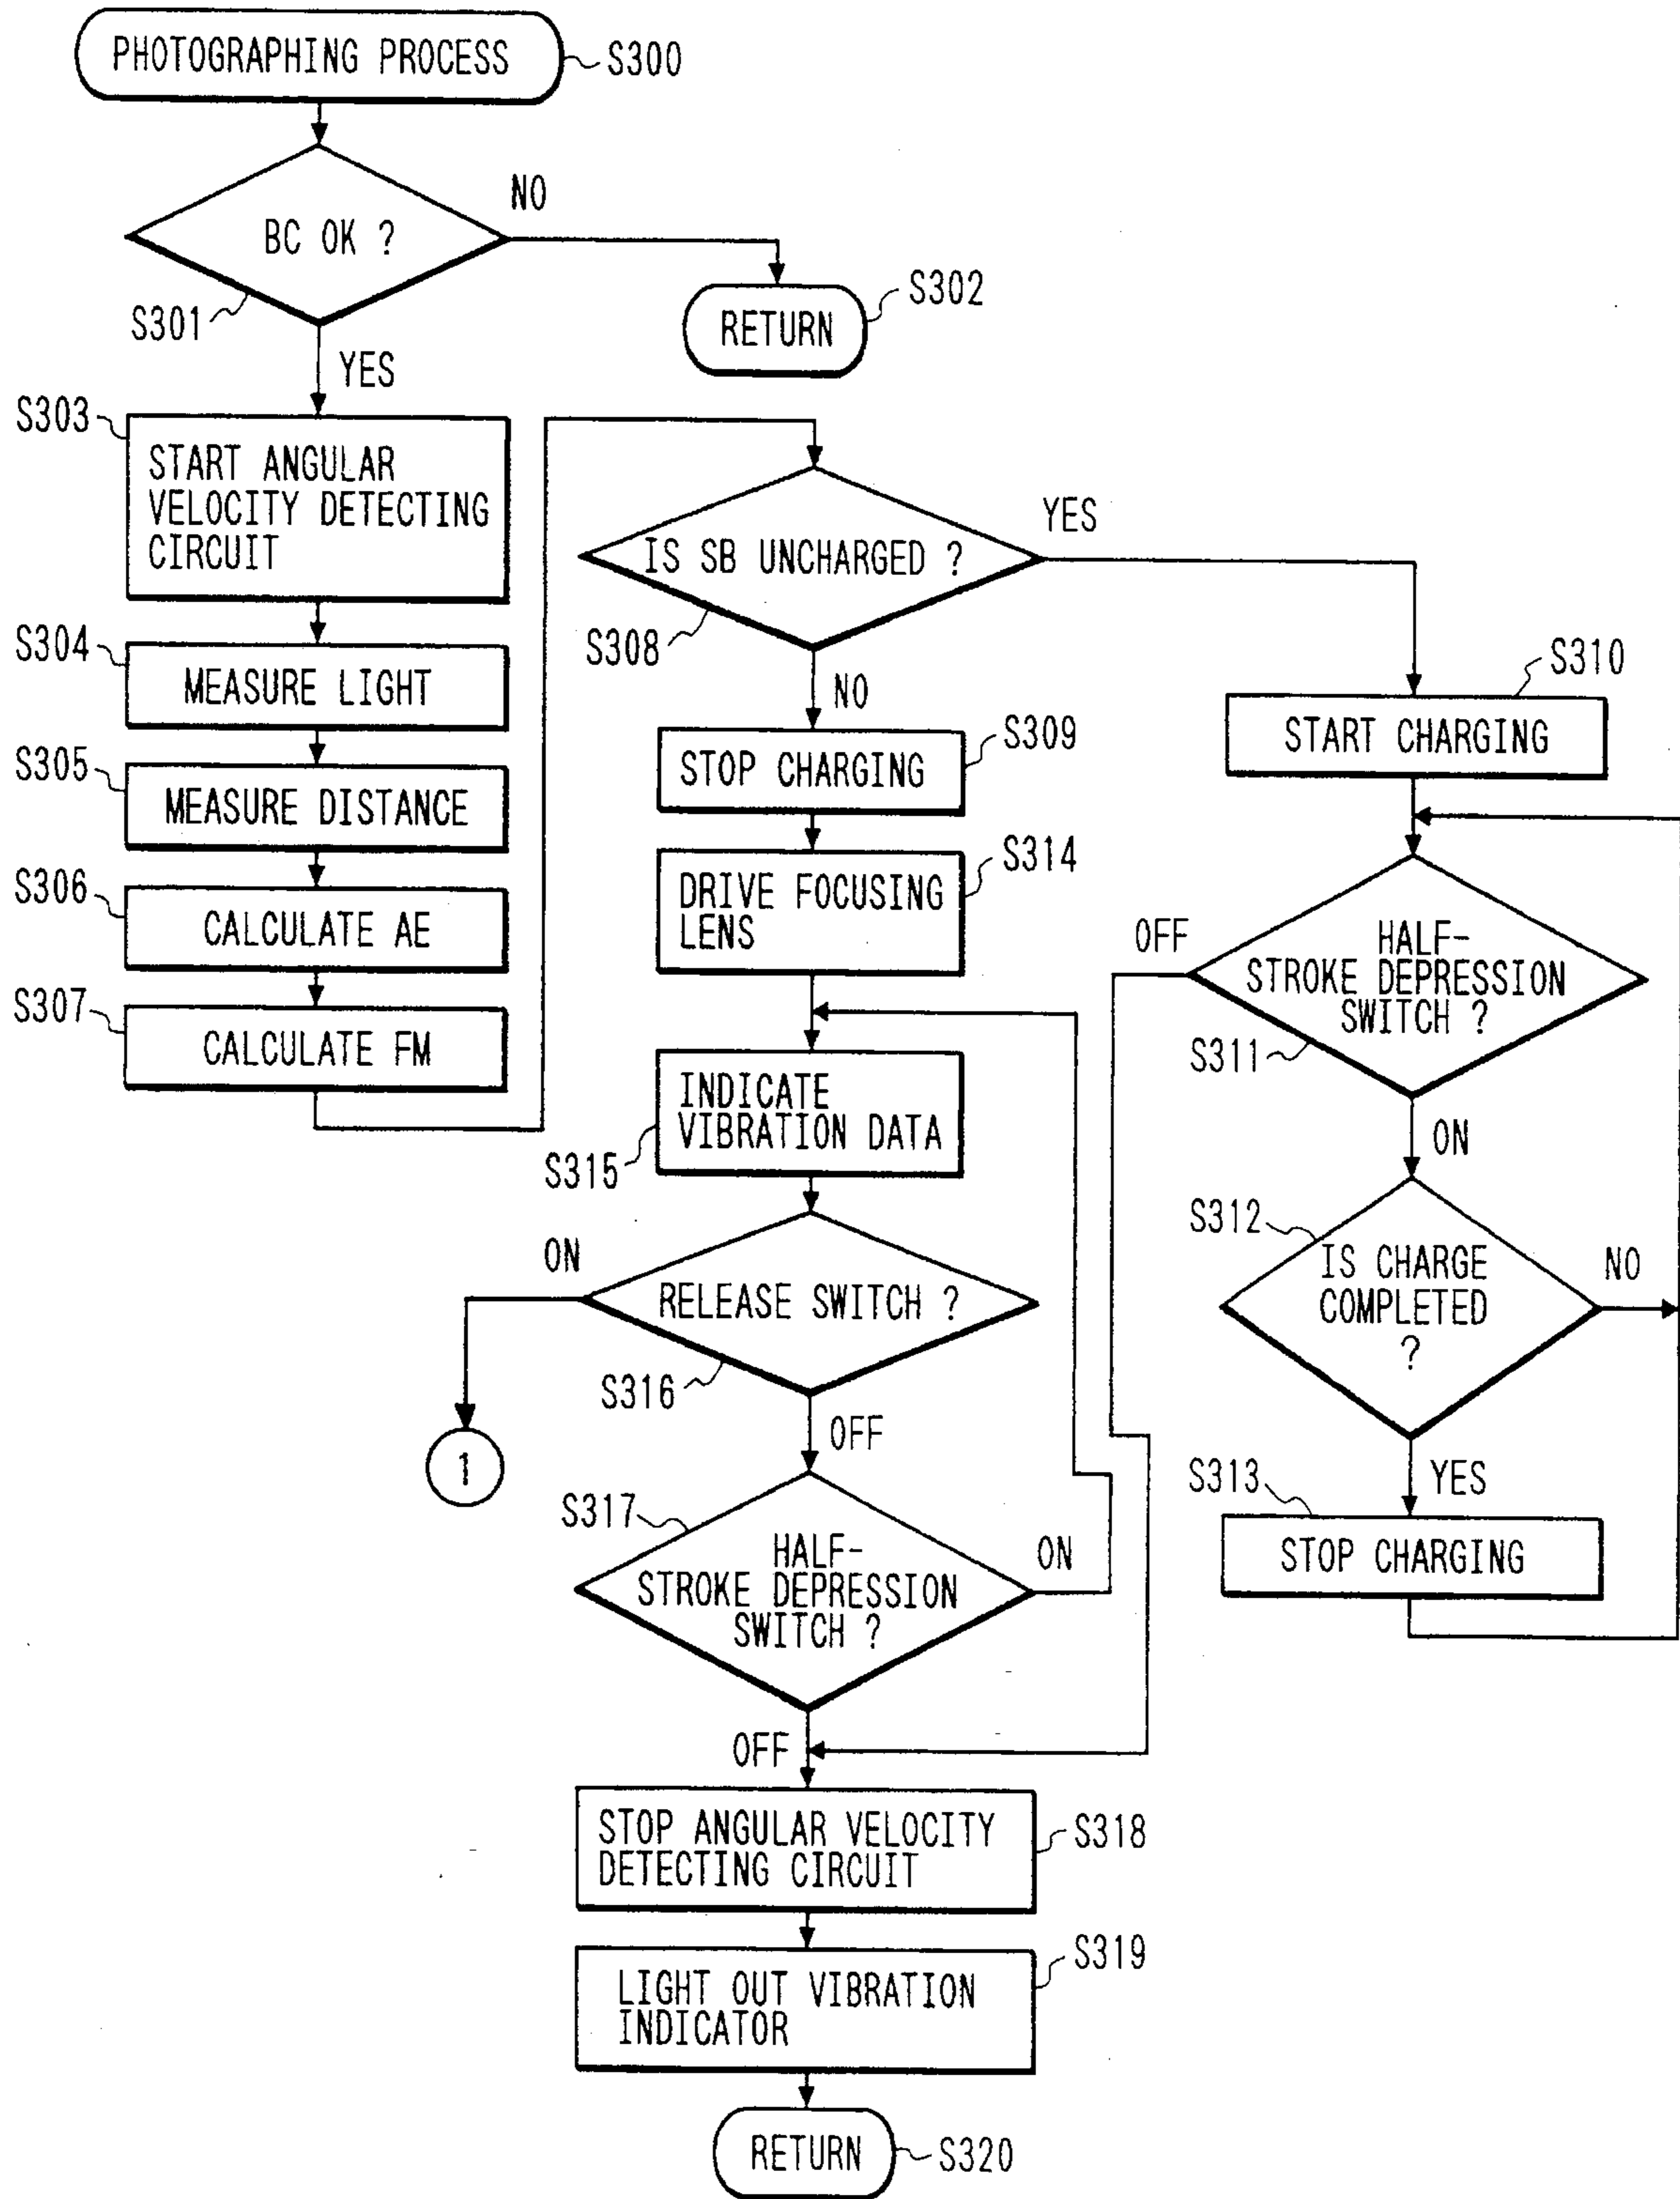 PHOTOGRAPHING PROCESS
S300
BC OK ?
NO
S301
YES
S302
RETURN
S303
START ANGULAR
VELOCITY DETECTING
CIRCUIT
S304
MEASURE LIGHT
S305
MEASURE DISTANCE
S306
CALCULATE AE
S307
CALCULATE FM
IS SB UNCHARGED ?
YES
S308
NO
S309
STOP CHARGING
S314
DRIVE FOCUSING
LENS
INDICATE
VIBRATION DATA
S315
ON
RELEASE SWITCH ?
S316
OFF
1
S317
HALF-
STROKE DEPRESSION
SWITCH ?
ON
OFF
S310
START CHARGING
OFF
HALF-
STROKE DEPRESSION
SWITCH ?
S311
ON
S312
IS CHARGE
COMPLETED
?
NO
YES
S313
STOP CHARGING
STOP ANGULAR VELOCITY
DETECTING CIRCUIT
S318
LIGHT OUT VIBRATION
INDICATOR
S319
RETURN
S320